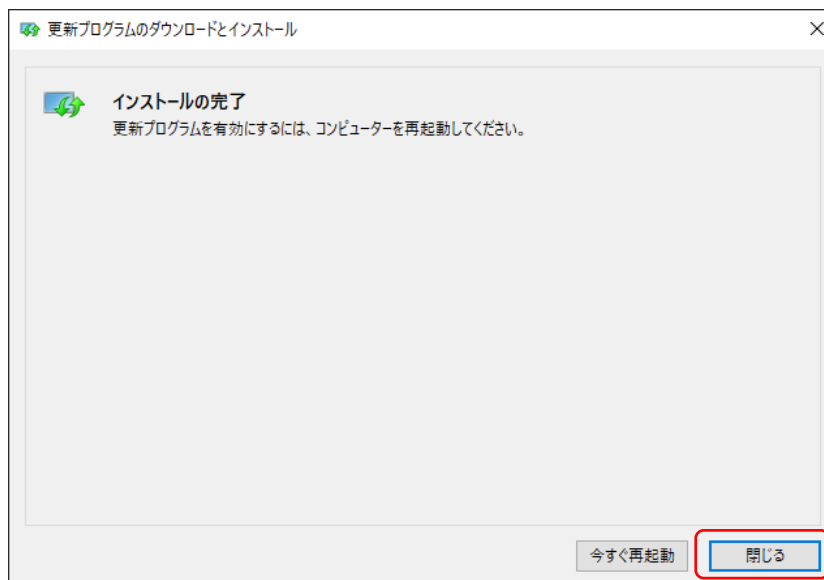 更新プログラムのダウンロードとインストール
インストールの完了
更新プログラムを有効にするには、コンピューターを再起動してください。
今すぐ再起動
閉じる